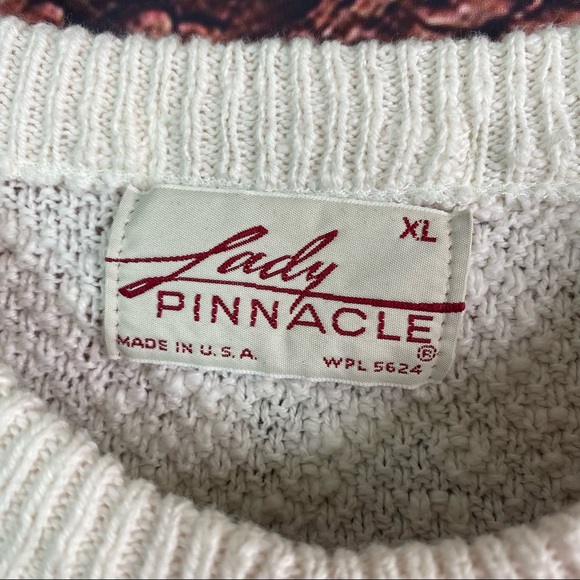 XL
Lady
PINNACLE®
MADE IN U.S.A. WPL 5624